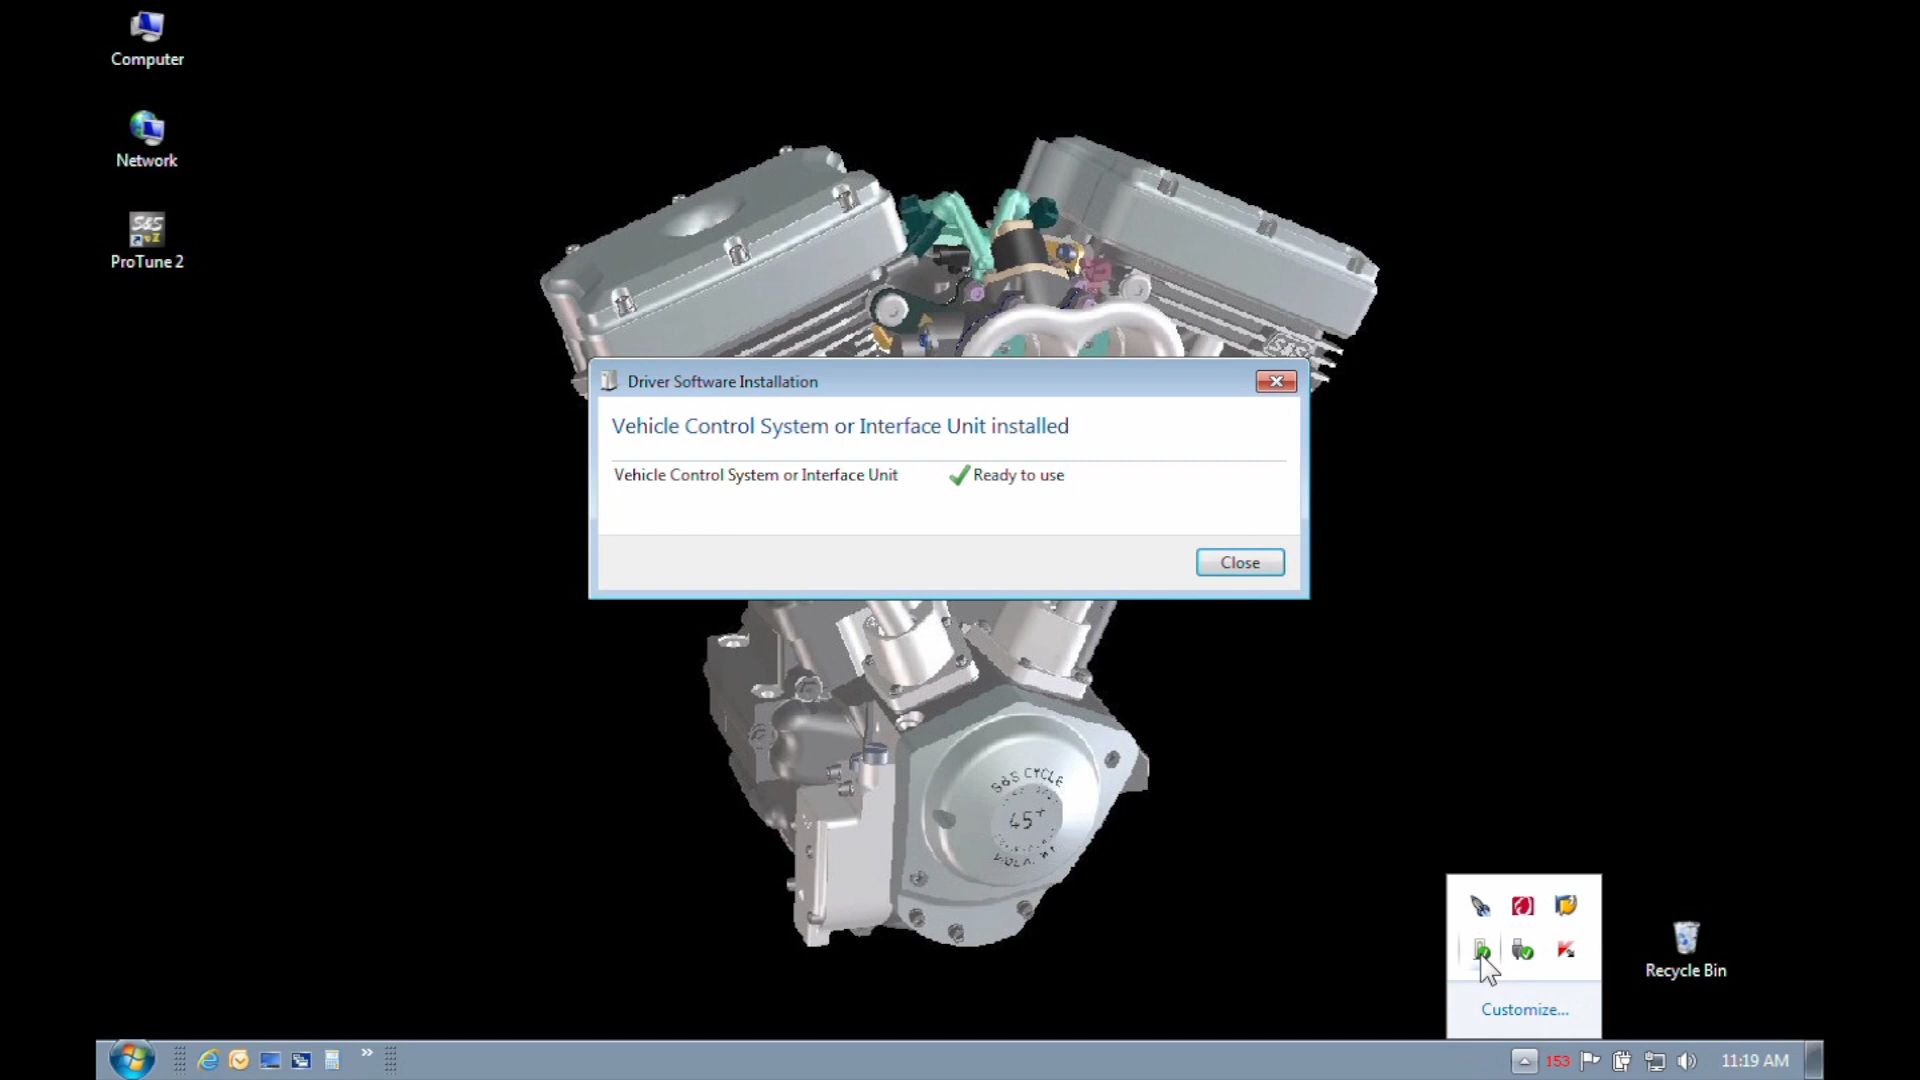 Computer
Network
S&S
ProTune 2
Driver Software Installation
Vehicle Control System or Interface Unit installed
Vehicle Control System or Interface Unit
Ready to use
Close
S&S
S&S CYCLE
45
Customize...
Recycle Bin
153
11:19 AM